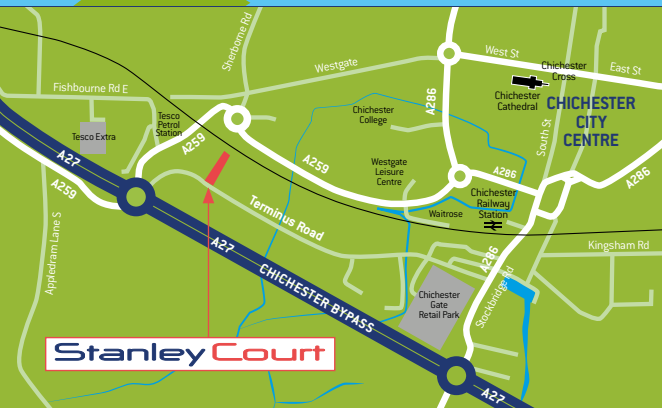 Sherborne Rd
Westgate
West St
East St
Chichester
Cross
Chichester
Cathedral
CHICHESTER
CITY
CENTRE
Fishbourne Rd E
Tesco
Petrol
Station
Tesco Extra
A259
A286
Chichester
College
South St
A27
A259
A259
Westgate
Leisure
Centre
A286
A286
Chichester
Railway
Station
Waitrose
Terminus Road
Appledram Lane S
A27
CHICHESTER BYPASS
A286
Kingsham Rd
Stockbridge Rd
Chichester
Gate
Retail Park
Stanley Court
A27